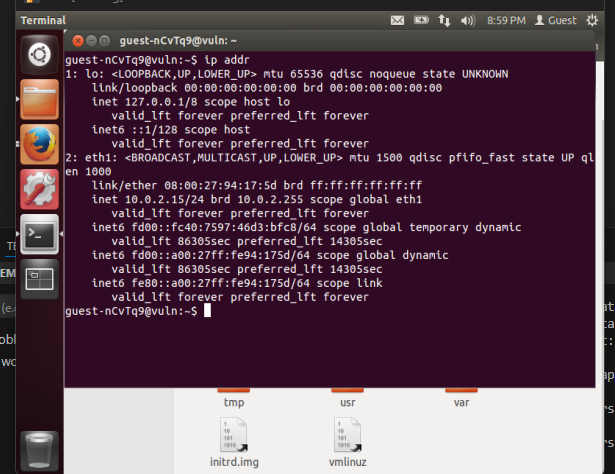 Terminal
8:59 PM
Guest
guest-nCvTq9@vuln: ~
guest-nCvTq9@vuln:~$ ip addr
1: lo: <LOOPBACK,UP,LOWER_UP> mtu 65536 qdisc noqueue state UNKNOWN
link/loopback 00:00:00:00:00:00 brd 00:00:00:00:00:00
inet 127.0.0.1/8 scope host lo
valid_lft forever preferred_lft forever
inet6 ::1/128 scope host
valid_lft forever preferred_lft forever
2: eth1: <BROADCAST,MULTICAST,UP,LOWER_UP> mtu 1500 qdisc pfifo_fast state UP ql
en 1000
link/ether 08:00:27:94:17:5d brd ff:ff:ff:ff:ff:ff
inet 10.0.2.15/24 brd 10.0.2.255 scope global eth1
valid_lft forever preferred_lft forever
inet6 fd00::fc40:7597:46d3:bfc8/64 scope global temporary dynamic
valid_lft 86305sec preferred_lft 14305sec
inet6 fd00::a00:27ff:fe94:175d/64 scope global dynamic
valid_lft 86305sec preferred_lft 14305sec
inet6 fe80::a00:27ff:fe94:175d/64 scope link
valid_lft forever preferred_lft forever
guest-nCvTq9@vuln:~$
tmp
usr
var
initrd.img
vmlinuz